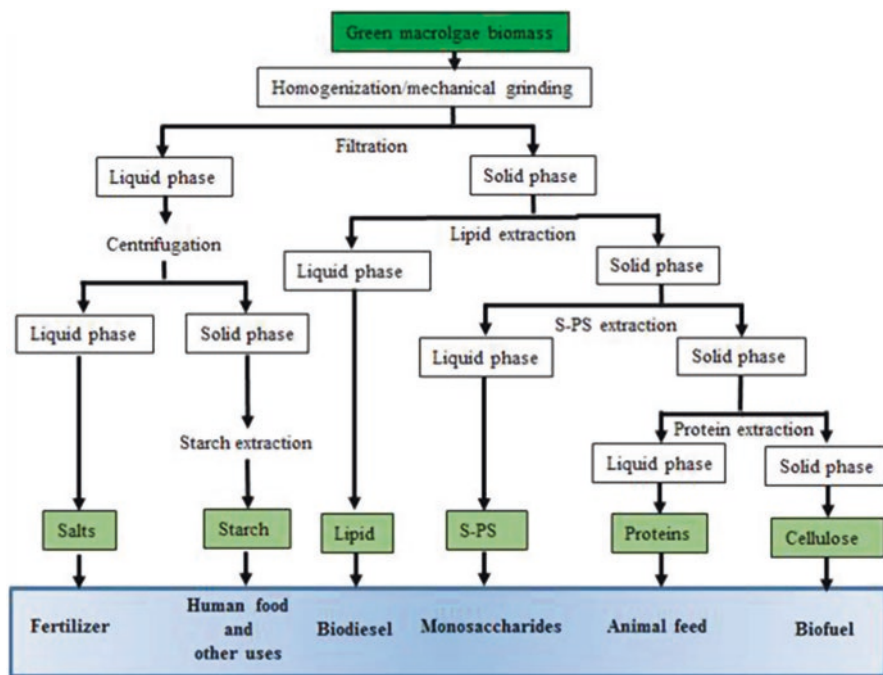 Green macrolgae biomass
Homogenization/mechanical grinding
Filtration
Liquid phase
Solid phase
Centrifugation
Lipid extraction
Liquid phase
Solid phase
Liquid phase
Solid phase
S-PS extraction
Liquid phase
Solid phase
Starch extraction
Protein extraction
Liquid phase
Solid phase
Salts
Starch
Lipid
S-PS
Proteins
Cellulose
Fertilizer
Human food
and
other uses
Biodiesel
Monosaccharides
Animal feed
Biofuel